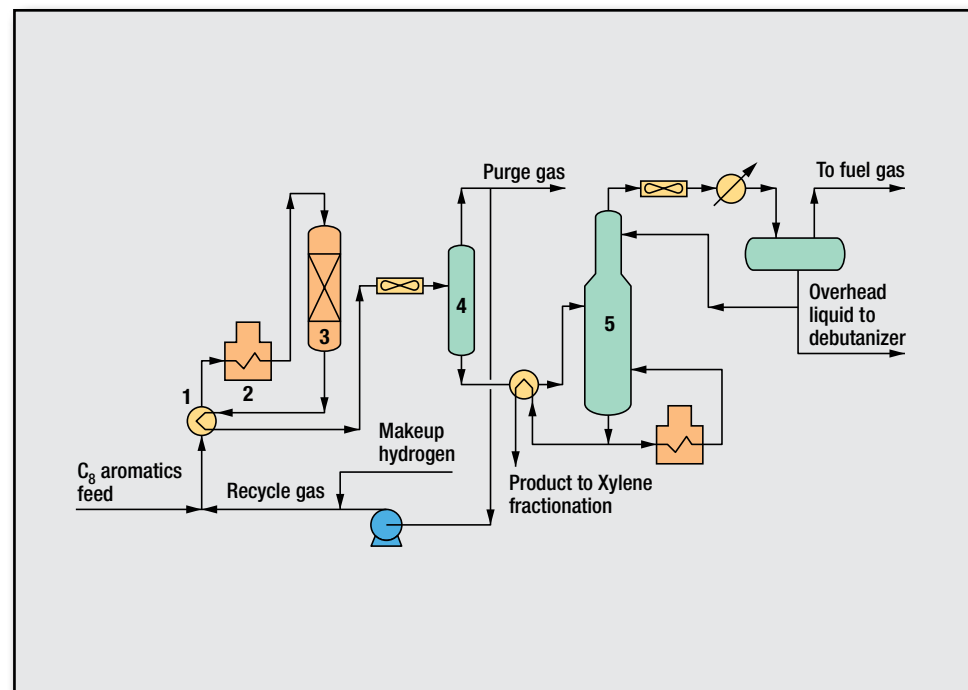 Purge gas
To fuel gas
4
5
3
Overhead
liquid to
debutanizer
1
2
Makeup
hydrogen
C₈ aromatics
feed
Recycle gas
Product to Xylene
fractionation